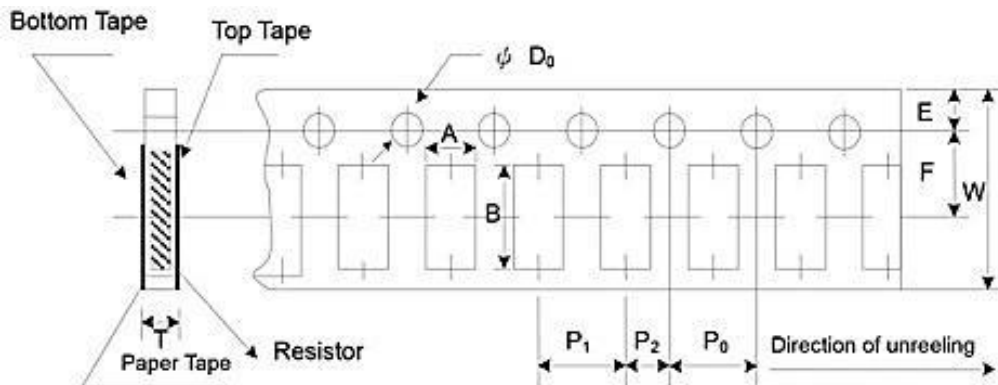 Bottom Tape
Top Tape
ϕ D₀
E
A
F
W
B
T
Paper Tape
Resistor
P₁
P₂
P₀
Direction of unreeling